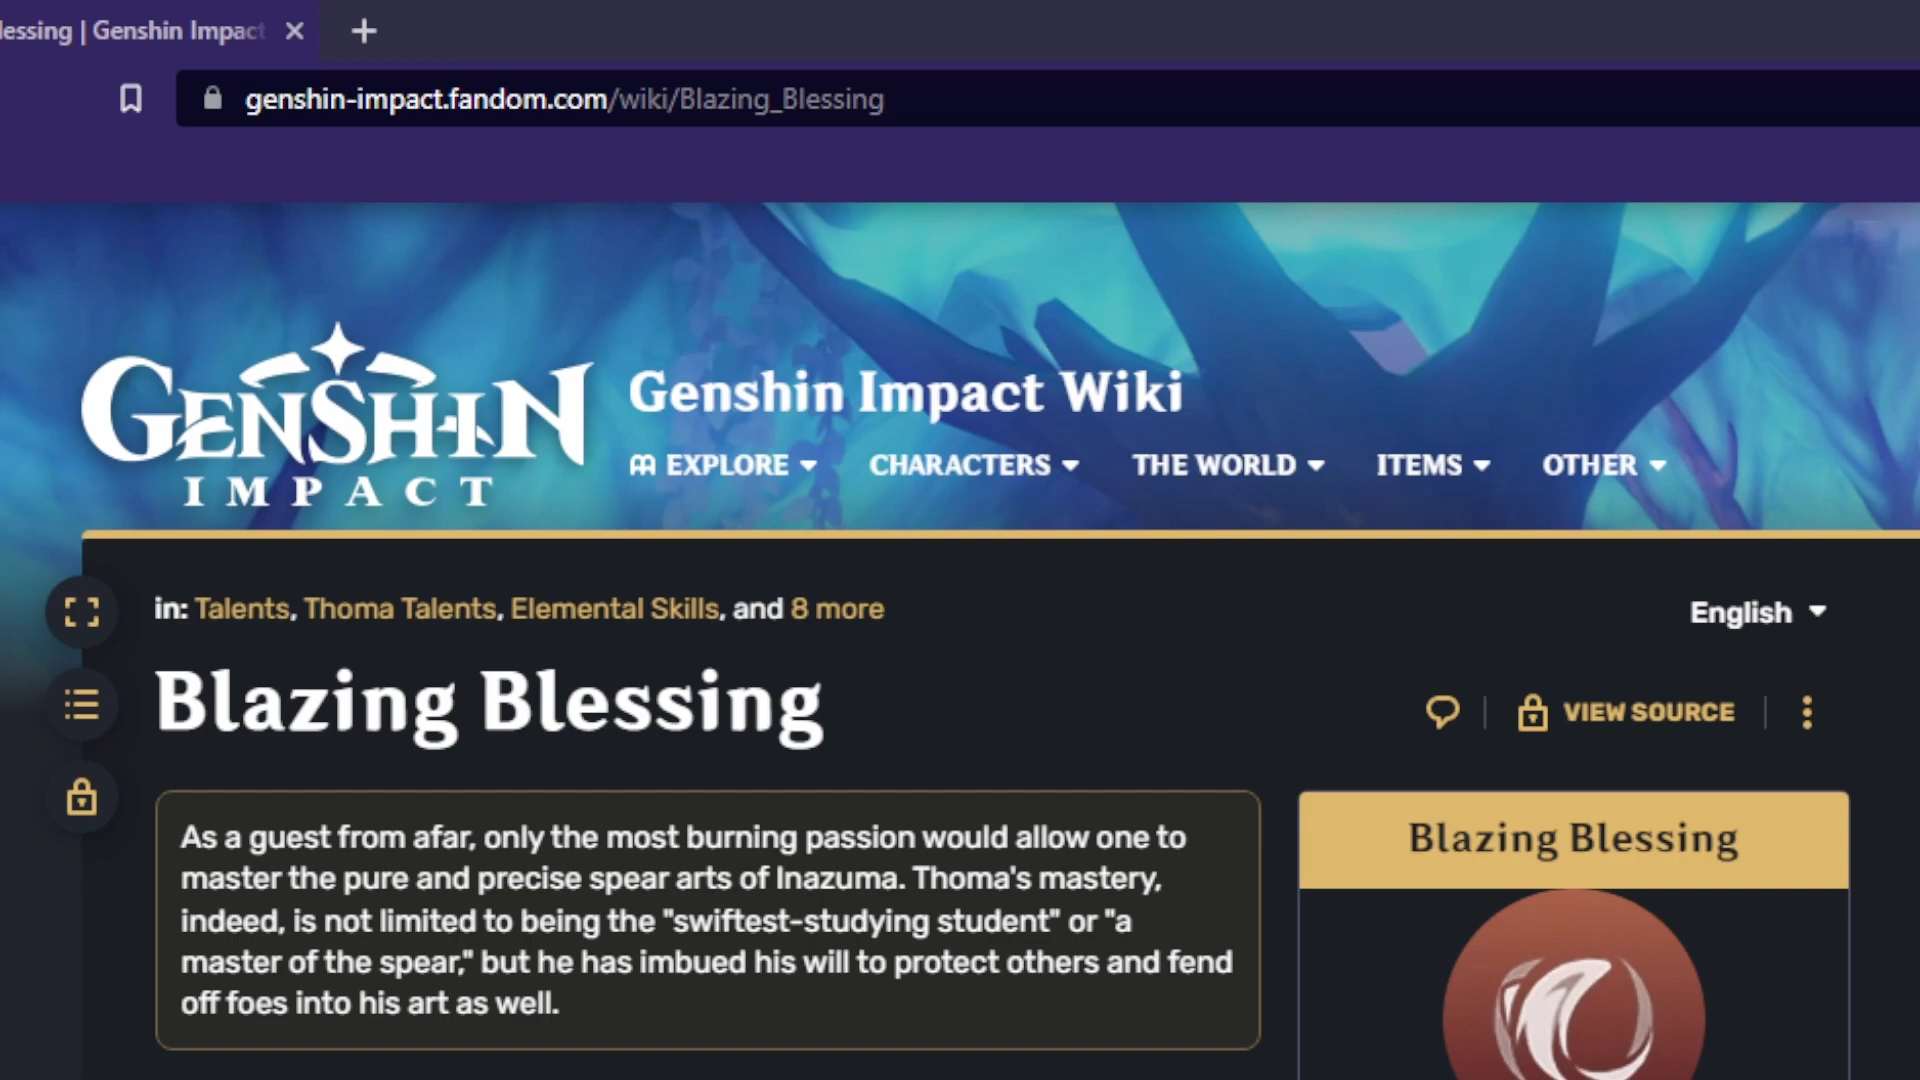 lessing | Genshin Impact
genshin-impact.fandom.com/wiki/Blazing_Blessing
GENSHIN
IMPACT
Genshin Impact Wiki
EXPLORE CHARACTERS THE WORLD ITEMS OTHER
in: Talents, Thoma Talents, Elemental Skills, and 8 more
English
Blazing Blessing
VIEW SOURCE
As a guest from afar, only the most burning passion would allow one to
master the pure and precise spear arts of Inazuma. Thoma's mastery,
indeed, is not limited to being the "swiftest-studying student" or "a
master of the spear," but he has imbued his will to protect others and fend
off foes into his art as well.
Blazing Blessing